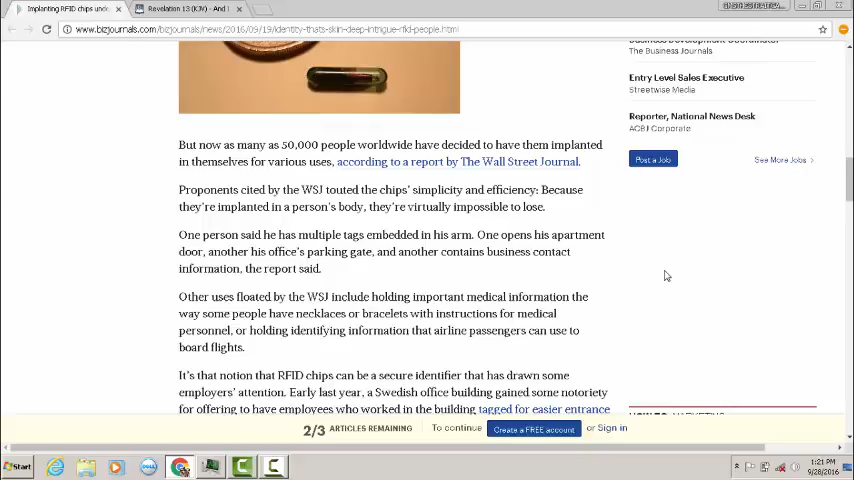 Implanting RFID chips unde
Revelation 13 (KJV) - And I
www.bizjournals.com/bizjournals/news/2016/09/19/identity-thats-skin-deep-intrigue-rfid-people.html
The Business Journals
Entry Level Sales Executive
Streetwise Media
Reporter, National News Desk
ACBJ Corporate
Post a Job
See More Jobs >
But now as many as 50,000 people worldwide have decided to have them implanted
in themselves for various uses, according to a report by The Wall Street Journal.
Proponents cited by the WSJ touted the chips' simplicity and efficiency: Because
they're implanted in a person's body, they're virtually impossible to lose.
One person said he has multiple tags embedded in his arm. One opens his apartment
door, another his office's parking gate, and another contains business contact
information, the report said.
Other uses floated by the WSJ include holding important medical information the
way some people have necklaces or bracelets with instructions for medical
personnel, or holding identifying information that airline passengers can use to
board flights.
It's that notion that RFID chips can be a secure identifier that has drawn some
employers' attention. Early last year, a Swedish office building gained some notoriety
for offering to have employees who worked in the building tagged for easier entrance
2/3 ARTICLES REMAINING
To continue
Create a FREE account
or Sign in
Start
DELL
1:21 PM
9/28/2016